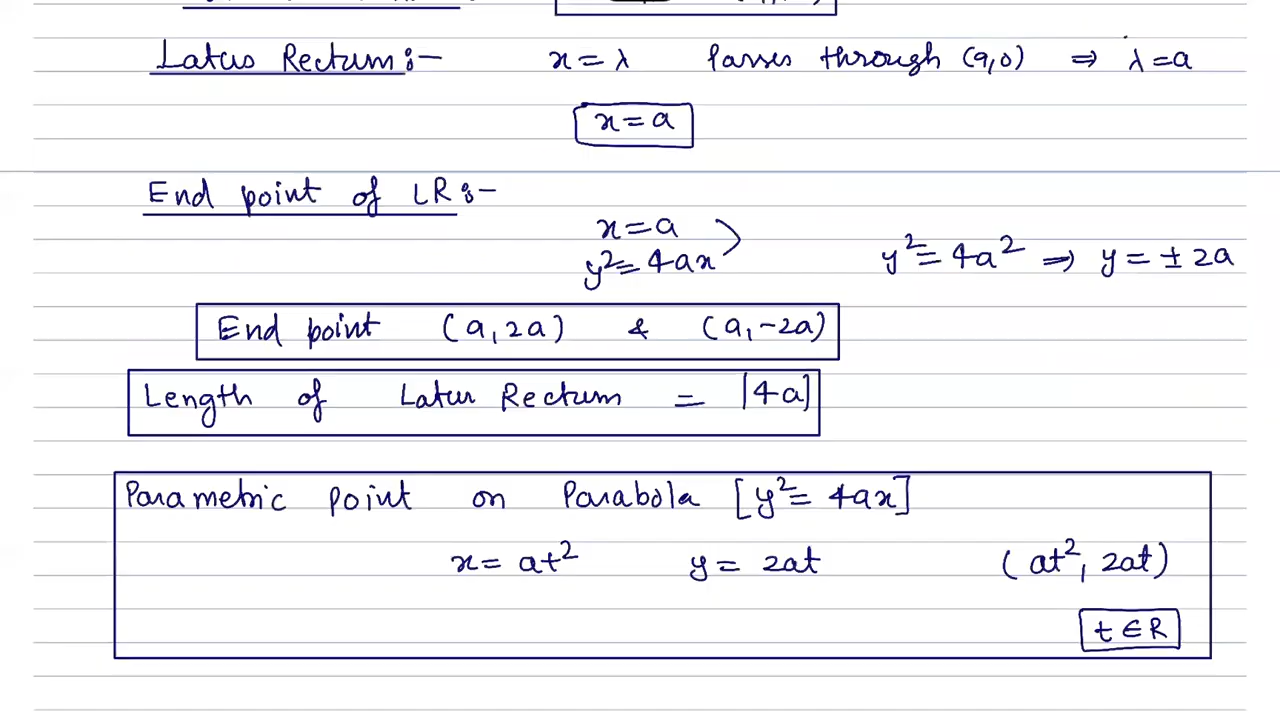 Latus Rectum:- x = λ passes through (a,0) ⇒ λ = a
x = a
End point of LR:-
x = a
y² = 4ax y² = 4a² ⇒ y = ± 2a
End point (a, 2a) & (a, -2a)
Length of Latus Rectum = |4a|
Parametric point on Parabola [y² = 4ax]
x = at² y = 2at (at², 2at)
t ∈ R